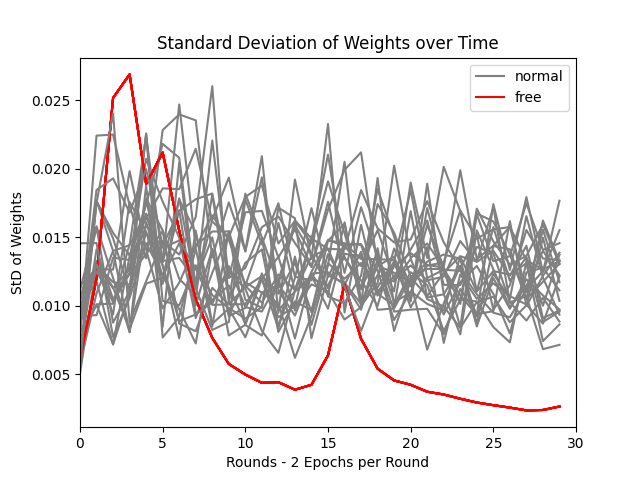 Standard Deviation of Weights over Time
normal
free
StD of Weights
0.025
0.020
0.015
0.010
0.005
0
5
10
15
20
25
30
Rounds - 2 Epochs per Round